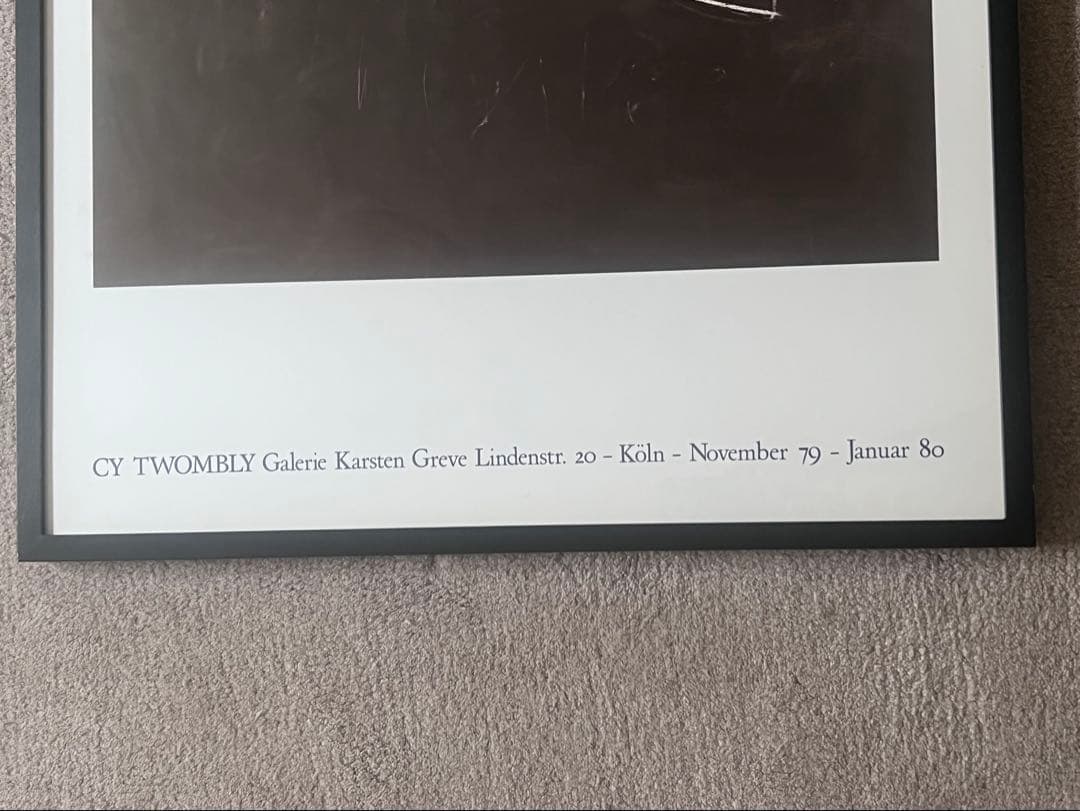 CY TWOMBLY Galerie Karsten Greve Lindenstr. 20 - Köln - November 79 - Januar 80